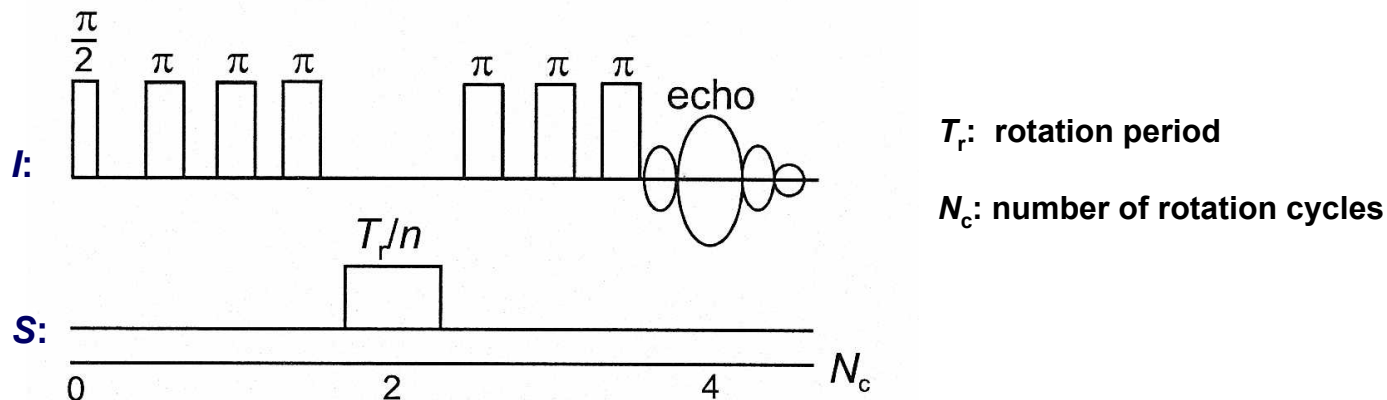 π/2 π π π π π π
echo
I:
T_r: rotation period
N_c: number of rotation cycles
T_r/n
S:
0 2 4 N_c